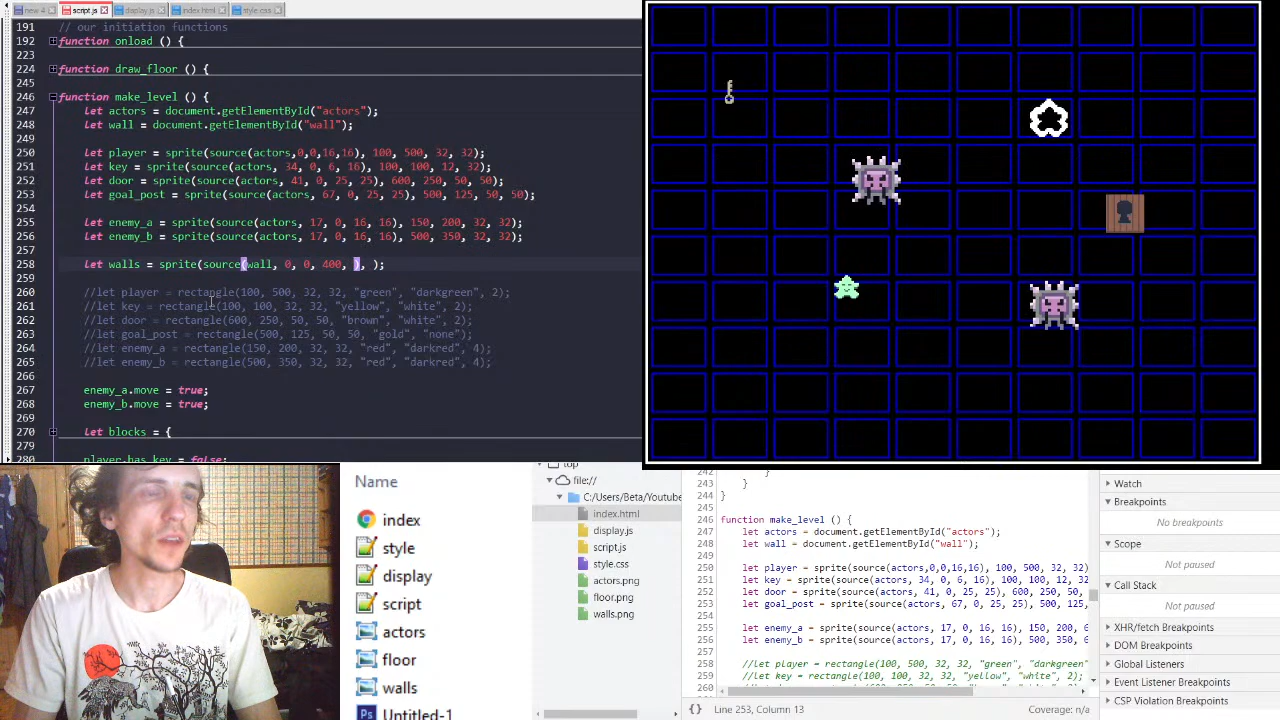 new 4 script.js display.js index.html style.css
191 // our initiation functions
192 function onload () {
223
224 function draw_floor () {
245
246 function make_level () {
247 let actors = document.getElementById("actors");
248 let wall = document.getElementById("wall");
249
250 let player = sprite(source(actors,0,0,16,16), 100, 500, 32, 32);
251 let key = sprite(source(actors, 34, 0, 6, 16), 100, 100, 12, 32);
252 let door = sprite(source(actors, 41, 0, 25, 25), 600, 250, 50, 50);
253 let goal_post = sprite(source(actors, 67, 0, 25, 25), 500, 125, 50, 50);
254
255 let enemy_a = sprite(source(actors, 17, 0, 16, 16), 150, 200, 32, 32);
256 let enemy_b = sprite(source(actors, 17, 0, 16, 16), 500, 350, 32, 32);
257
258 let walls = sprite(source(wall, 0, 0, 400, ), );
259
260 //let player = rectangle(100, 500, 32, 32, "green", "darkgreen", 2);
261 //let key = rectangle(100, 100, 32, 32, "yellow", "white", 2);
262 //let door = rectangle(600, 250, 50, 50, "brown", "white", 2);
263 //let goal_post = rectangle(500, 125, 50, 50, "gold", "none");
264 //let enemy_a = rectangle(150, 200, 32, 32, "red", "darkred", 4);
265 //let enemy_b = rectangle(500, 350, 32, 32, "red", "darkred", 4);
266
267 enemy_a.move = true;
268 enemy_b.move = true;
269
270 let blocks = {
279
280 player.has_key = false;
Name
index
style
display
script
actors
floor
walls
Untitled-1
top
file://
C:/Users/Beta/Youtube
index.html
display.js
script.js
style.css
actors.png
floor.png
walls.png
242 }
243 }
244 }
245
246 function make_level () {
247 let actors = document.getElementById("actors");
248 let wall = document.getElementById("wall");
249
250 let player = sprite(source(actors,0,0,16,16), 100, 500, 32, 32)
251 let key = sprite(source(actors, 34, 0, 6, 16), 100, 100, 12, 32
252 let door = sprite(source(actors, 41, 0, 25, 25), 600, 250, 50,
253 let goal_post = sprite(source(actors, 67, 0, 25, 25), 500, 125,
254
255 let enemy_a = sprite(source(actors, 17, 0, 16, 16), 150, 200,
256 let enemy_b = sprite(source(actors, 17, 0, 16, 16), 500, 350,
257
258 //let player = rectangle(100, 500, 32, 32, "green", "darkgreen"
259 //let key = rectangle(100, 100, 32, 32, "yellow", "white", 2);
260
{} Line 253, Column 13 Coverage: n/a
Watch
Breakpoints
No breakpoints
Scope
Not paused
Call Stack
Not paused
XHR/fetch Breakpoints
DOM Breakpoints
Global Listeners
Event Listener Breakpoints
CSP Violation Breakpoints